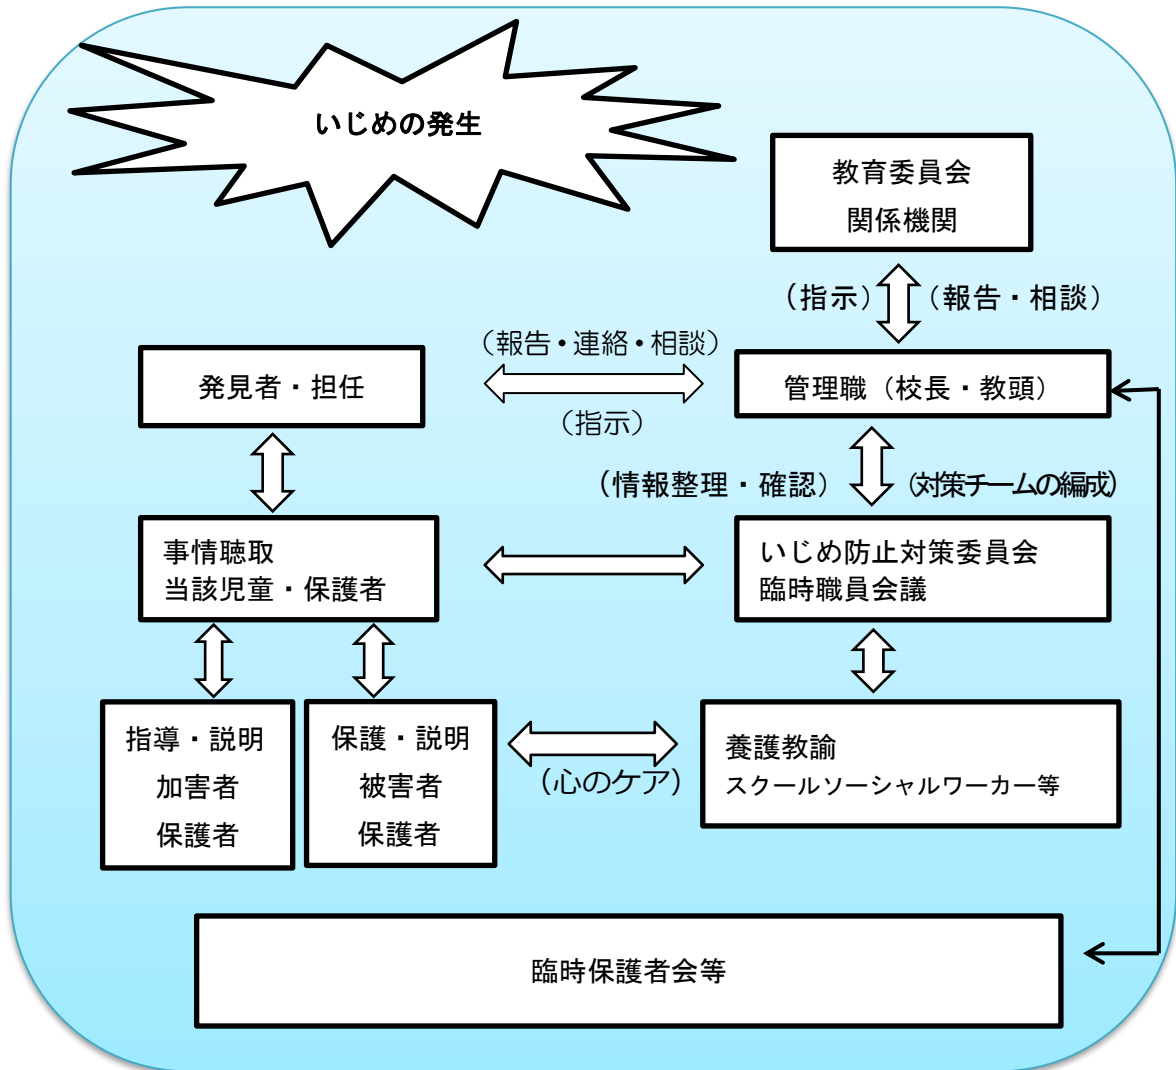 いじめの発生
教育委員会
関係機関
（指示）
（報告・相談）
（報告・連絡・相談）
発見者・担任
管理職（校長・教頭）
（指示）
（情報整理・確認）
（対策チームの編成）
事情聴取
当該児童・保護者
いじめ防止対策委員会
臨時職員会議
指導・説明
加害者
保護者
保護・説明
被害者
保護者
（心のケア）
養護教諭
スクールソーシャルワーカー等
臨時保護者会等